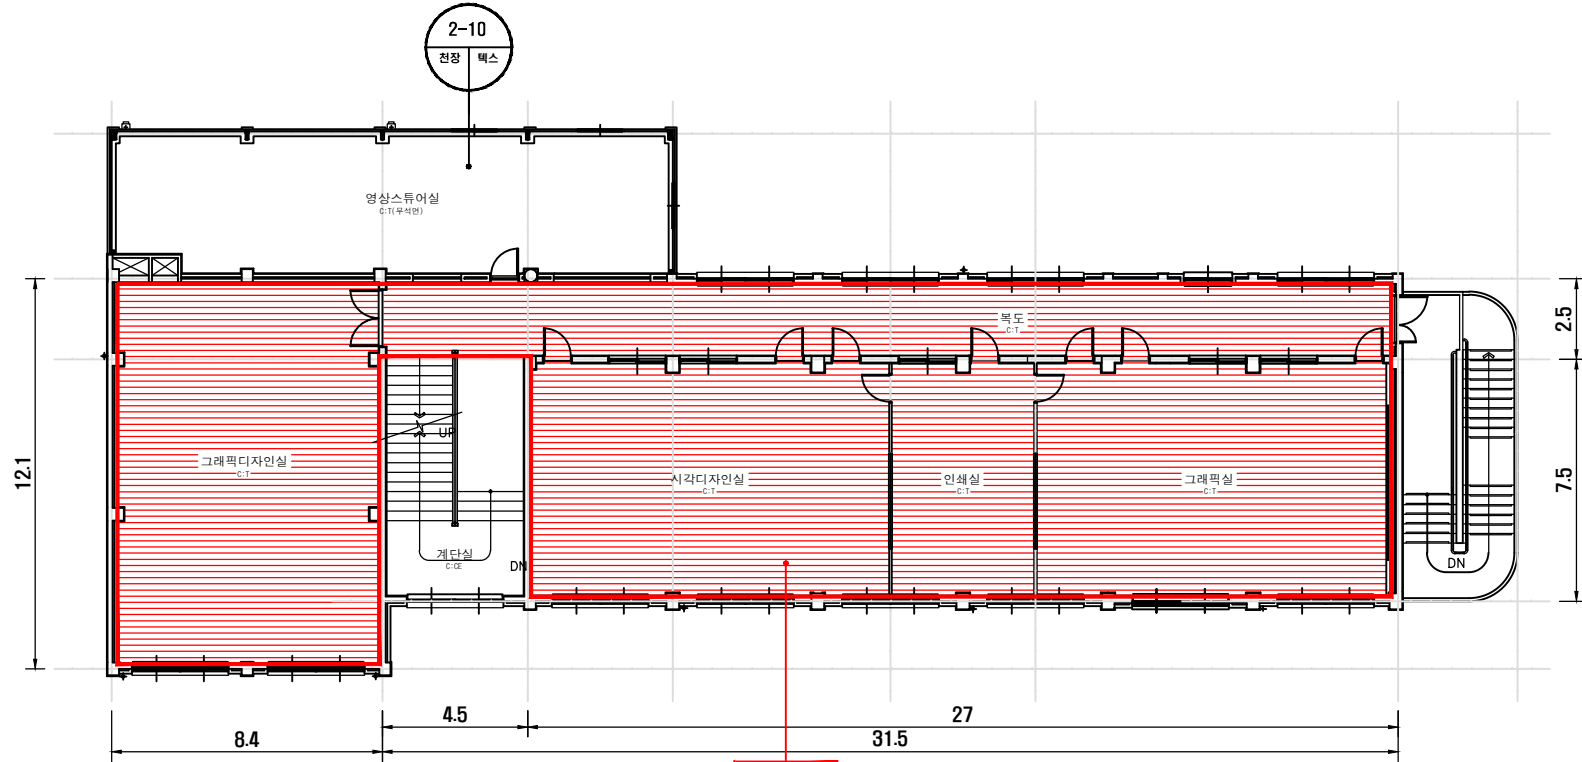 2-10
천장 텍스
영상스튜어실
C:T(무석면)
복도
C:T
2.5
12.1
UP
그래픽디자인실
C:T
시각디자인실
C:T
인쇄실
C:T
그래픽실
C:T
7.5
계단실
C:CE
DN
DN
4.5
27
8.4
31.5